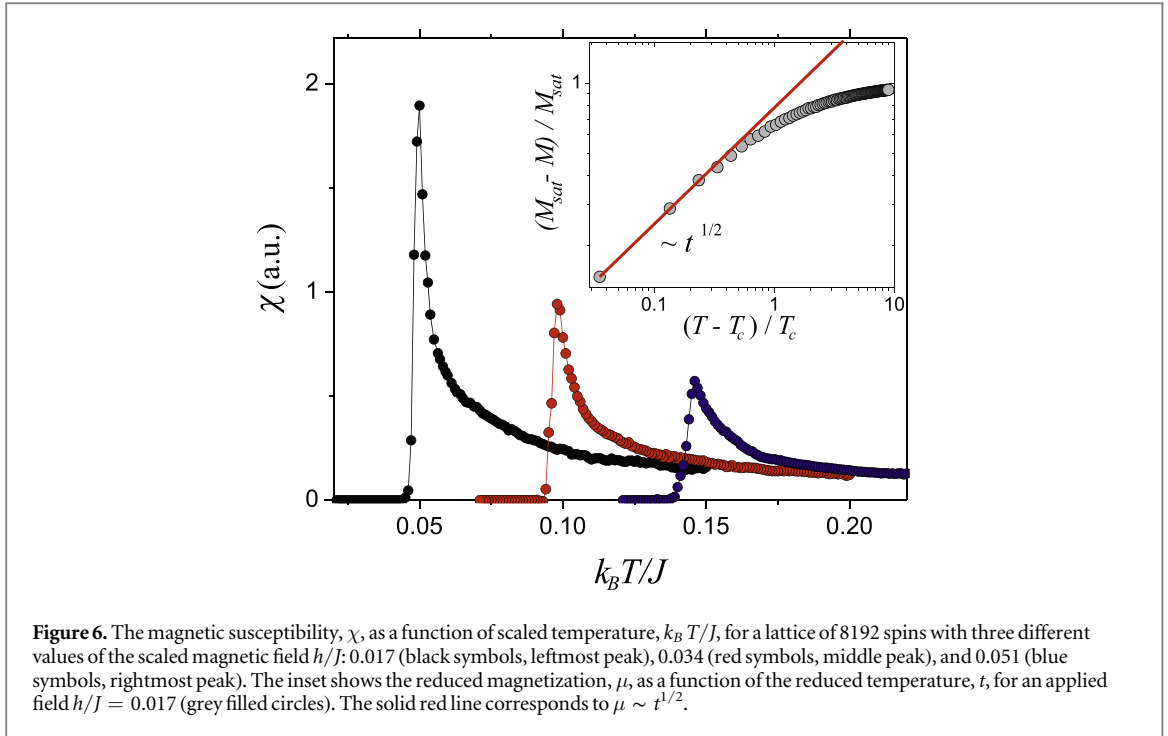 2
1
0
χ (a.u.)
0.05 0.10 0.15 0.20
k_B T/J
1
(M_sat - M) / M_sat
~ t^1/2
0.1 1 10
(T - T_c) / T_c
Figure 6. The magnetic susceptibility, χ, as a function of scaled temperature, k_B T/J, for a lattice of 8192 spins with three different
values of the scaled magnetic field h/J: 0.017 (black symbols, leftmost peak), 0.034 (red symbols, middle peak), and 0.051 (blue
symbols, rightmost peak). The inset shows the reduced magnetization, μ, as a function of the reduced temperature, t, for an applied
field h/J = 0.017 (grey filled circles). The solid red line corresponds to μ ~ t^1/2.